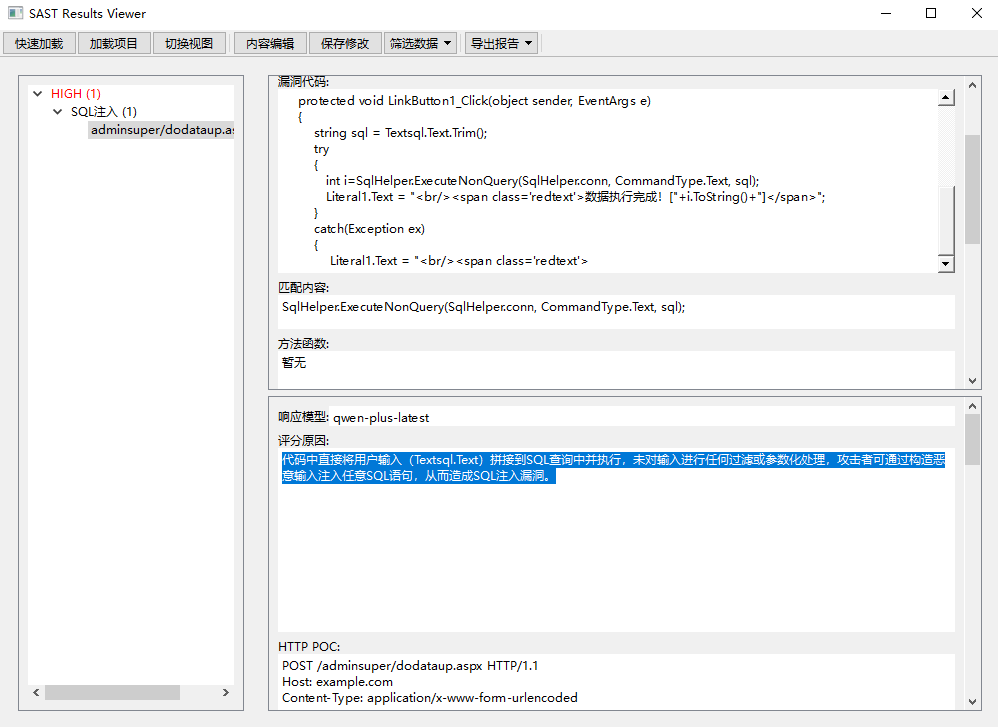 SAST Results Viewer
快速加载 加载项目 切换视图 内容编辑 保存修改 筛选数据 导出报告
HIGH (1)
SQL注入 (1)
adminsuper/dodataup.as
漏洞代码:
protected void LinkButton1_Click(object sender, EventArgs e)
{
string sql = Textsql.Text.Trim();
try
{
int i=SqlHelper.ExecuteNonQuery(SqlHelper.conn, CommandType.Text, sql);
Literal1.Text = "<br/><span class='redtext'>数据执行完成！["+i.ToString()+"]</span>";
}
catch(Exception ex)
{
Literal1.Text = "<br/><span class='redtext'>
匹配内容:
SqlHelper.ExecuteNonQuery(SqlHelper.conn, CommandType.Text, sql);
方法函数:
暂无
响应模型: qwen-plus-latest
评分原因:
代码中直接将用户输入（Textsql.Text）拼接到SQL查询中并执行，未对输入进行任何过滤或参数化处理，攻击者可通过构造恶
意输入注入任意SQL语句，从而造成SQL注入漏洞。
HTTP POC:
POST /adminsuper/dodataup.aspx HTTP/1.1
Host: example.com
Content-Type: application/x-www-form-urlencoded